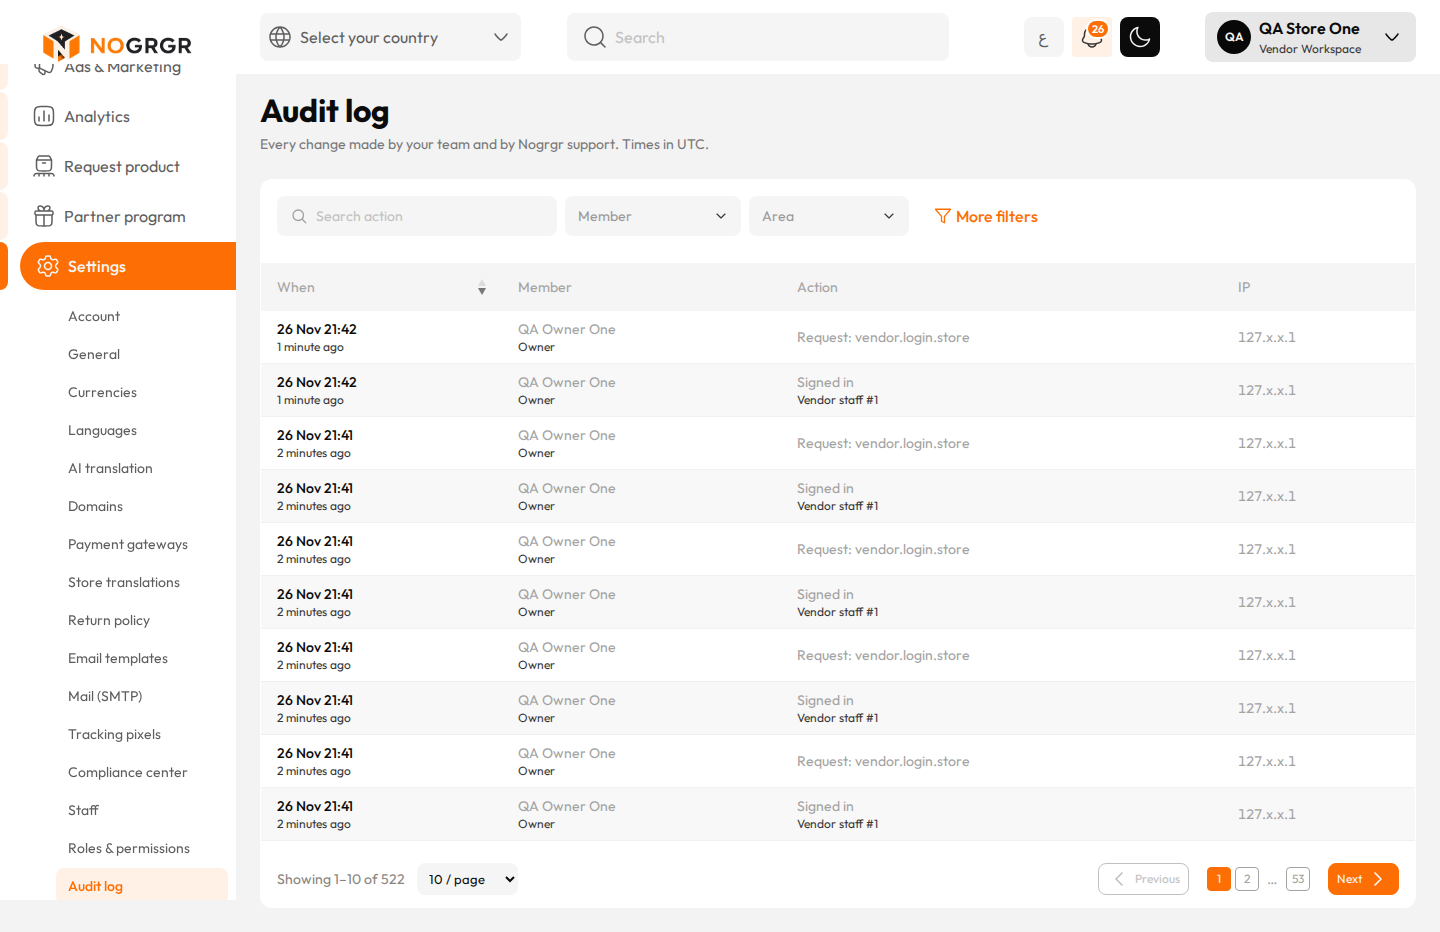 NOGRGR
Select your country
Search
ع
26
QA
QA Store One
Vendor Workspace
Ads & Marketing
Analytics
Request product
Partner program
Settings
Account
General
Currencies
Languages
AI translation
Domains
Payment gateways
Store translations
Return policy
Email templates
Mail (SMTP)
Tracking pixels
Compliance center
Staff
Roles & permissions
Audit log
Audit log
Every change made by your team and by Nogrgr support. Times in UTC.
Search action
Member
Area
More filters
When Member Action IP
26 Nov 21:42 QA Owner One Request: vendor.login.store 127.x.x.1
1 minute ago Owner
26 Nov 21:42 QA Owner One Signed in 127.x.x.1
1 minute ago Owner Vendor staff #1
26 Nov 21:41 QA Owner One Request: vendor.login.store 127.x.x.1
2 minutes ago Owner
26 Nov 21:41 QA Owner One Signed in 127.x.x.1
2 minutes ago Owner Vendor staff #1
26 Nov 21:41 QA Owner One Request: vendor.login.store 127.x.x.1
2 minutes ago Owner
26 Nov 21:41 QA Owner One Signed in 127.x.x.1
2 minutes ago Owner Vendor staff #1
26 Nov 21:41 QA Owner One Request: vendor.login.store 127.x.x.1
2 minutes ago Owner
26 Nov 21:41 QA Owner One Signed in 127.x.x.1
2 minutes ago Owner Vendor staff #1
26 Nov 21:41 QA Owner One Request: vendor.login.store 127.x.x.1
2 minutes ago Owner
26 Nov 21:41 QA Owner One Signed in 127.x.x.1
2 minutes ago Owner Vendor staff #1
Showing 1–10 of 522 10 / page Previous 1 2 ... 53 Next